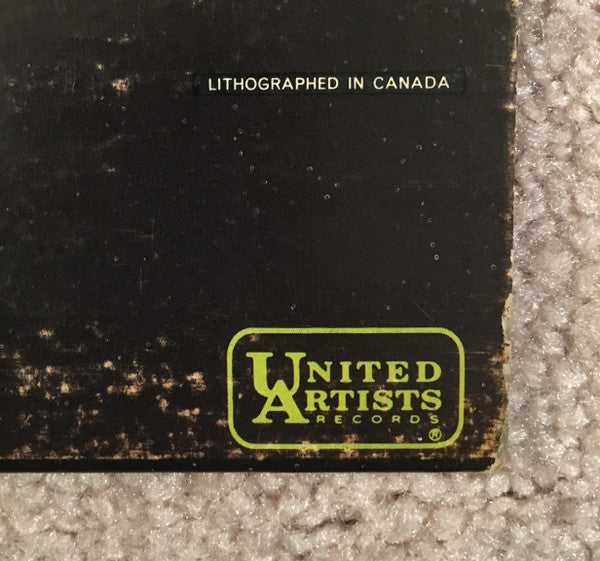 LITHOGRAPHED IN CANADA
UNITED
ARTISTS
RECORDS
®